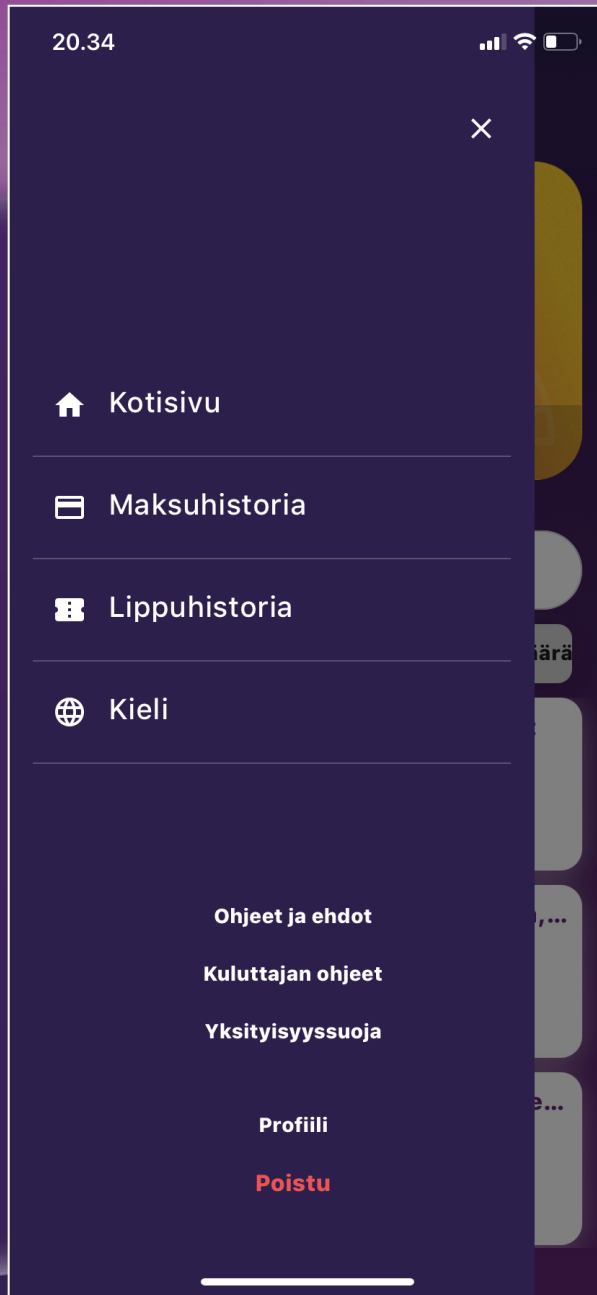 20.34
Kotisivu
Maksuhistoria
Lippuhistoria
Kieli
Ohjeet ja ehdot
Kuluttajan ohjeet
Yksityisyyssuoja
Profiili
Poistu